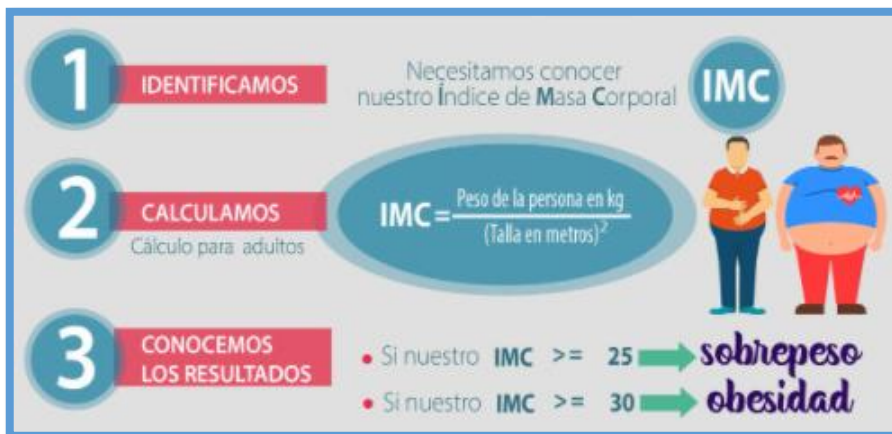 1
IDENTIFICAMOS
Necesitamos conocer
nuestro Índice de Masa Corporal
IMC
2
CALCULAMOS
Cálculo para adultos
IMC = Peso de la persona en kg
(Talla en metros)²
3
CONOCEMOS
LOS RESULTADOS
• Si nuestro IMC >= 25 sobrepeso
• Si nuestro IMC >= 30 obesidad